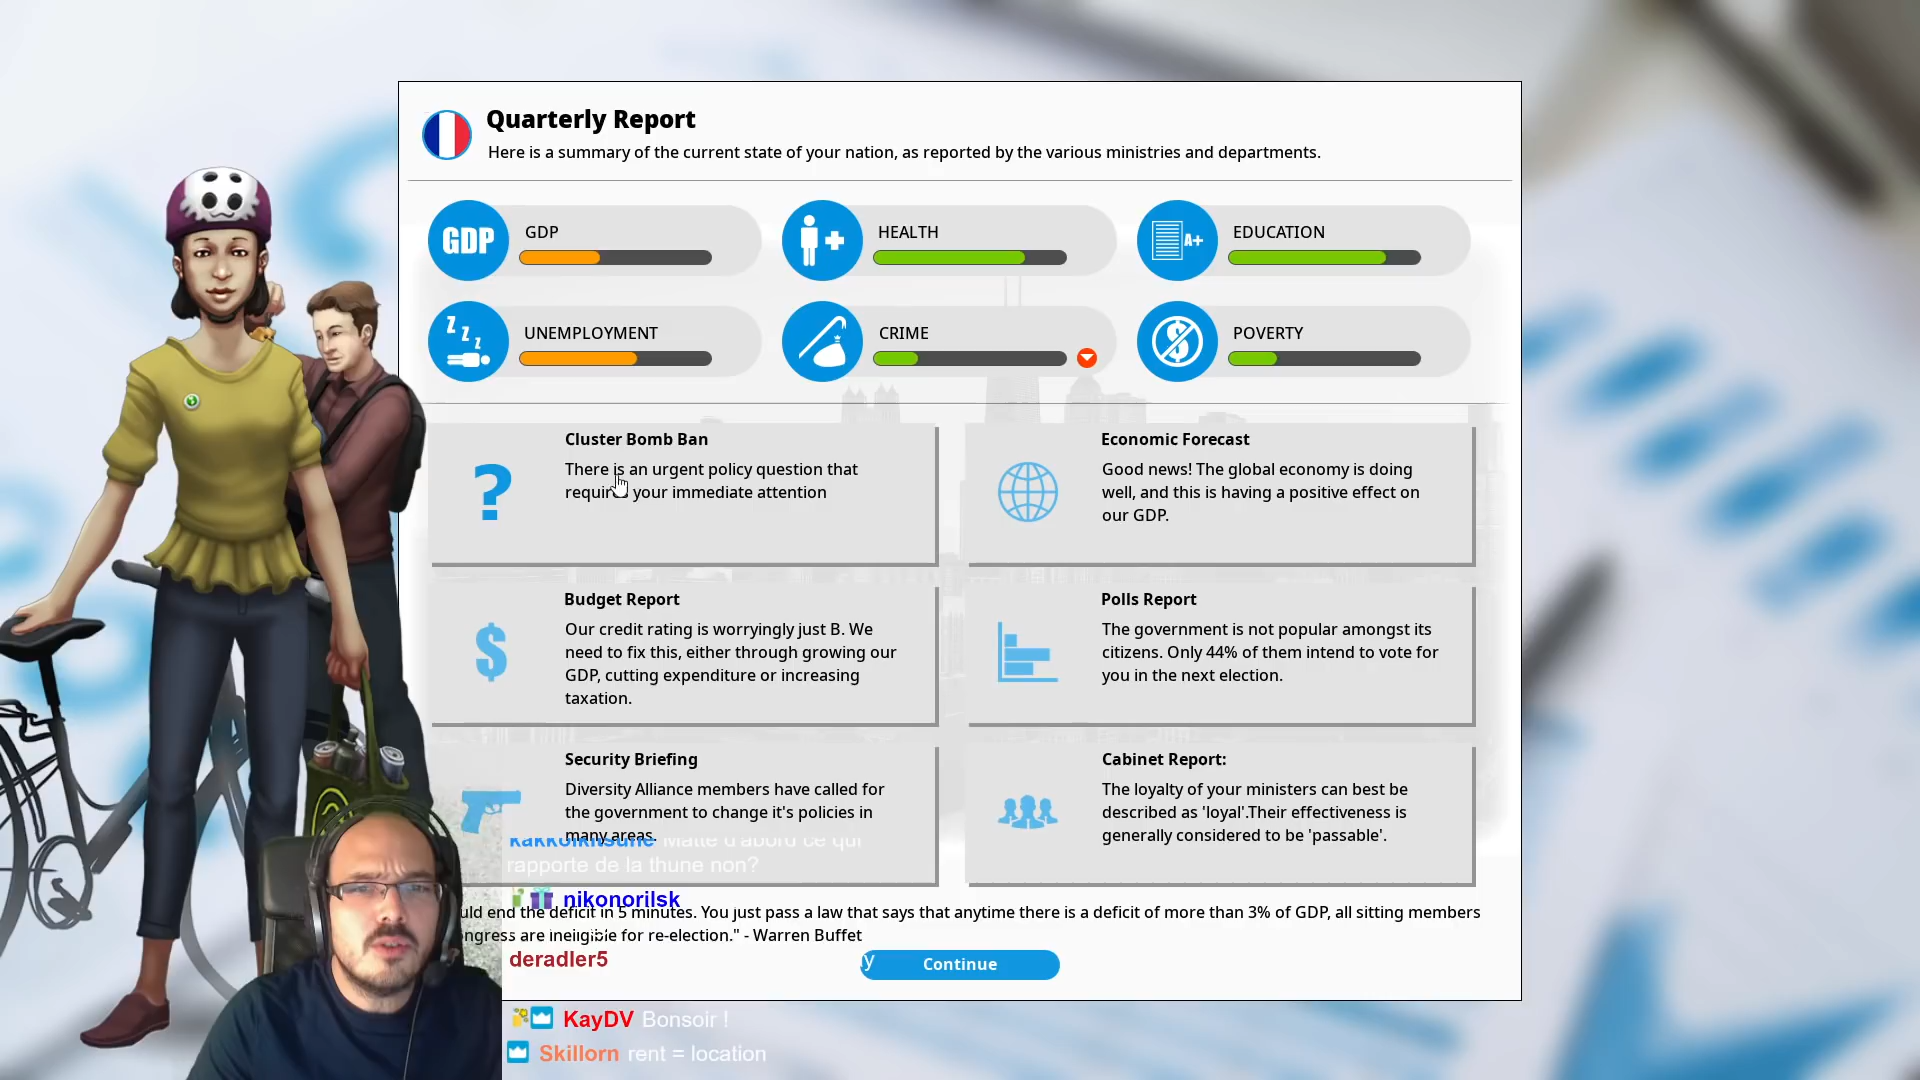 Quarterly Report
Here is a summary of the current state of your nation, as reported by the various ministries and departments.
GDP
GDP
HEALTH
A+
EDUCATION
Z Z Z
UNEMPLOYMENT
CRIME
$
POVERTY
?
Cluster Bomb Ban
There is an urgent policy question that
your immediate attention
Economic Forecast
Good news! The global economy is doing
well, and this is having a positive effect on
our GDP.
$
Budget Report
Our credit rating is worryingly just B. We
need to fix this, either through growing our
GDP, cutting expenditure or increasing
taxation.
Polls Report
The government is not popular amongst its
citizens. Only 44% of them intend to vote for
you in the next election.
Security Briefing
Diversity Alliance members have called for
the government to change it's policies in
many areas.
Cabinet Report:
The loyalty of your ministers can best be
described as 'loyal'.Their effectiveness is
generally considered to be 'passable'.
kakkoikitsune Matte d'abord ce qui
rapporte de la thune non?
nikonorilsk
end the deficit in 5 minutes. You just pass a law that says that anytime there is a deficit of more than 3% of GDP, all sitting members
are ineligible for re-election." - Warren Buffet
deradler5
y
Continue
KayDV Bonsoir !
Skillorn rent = location